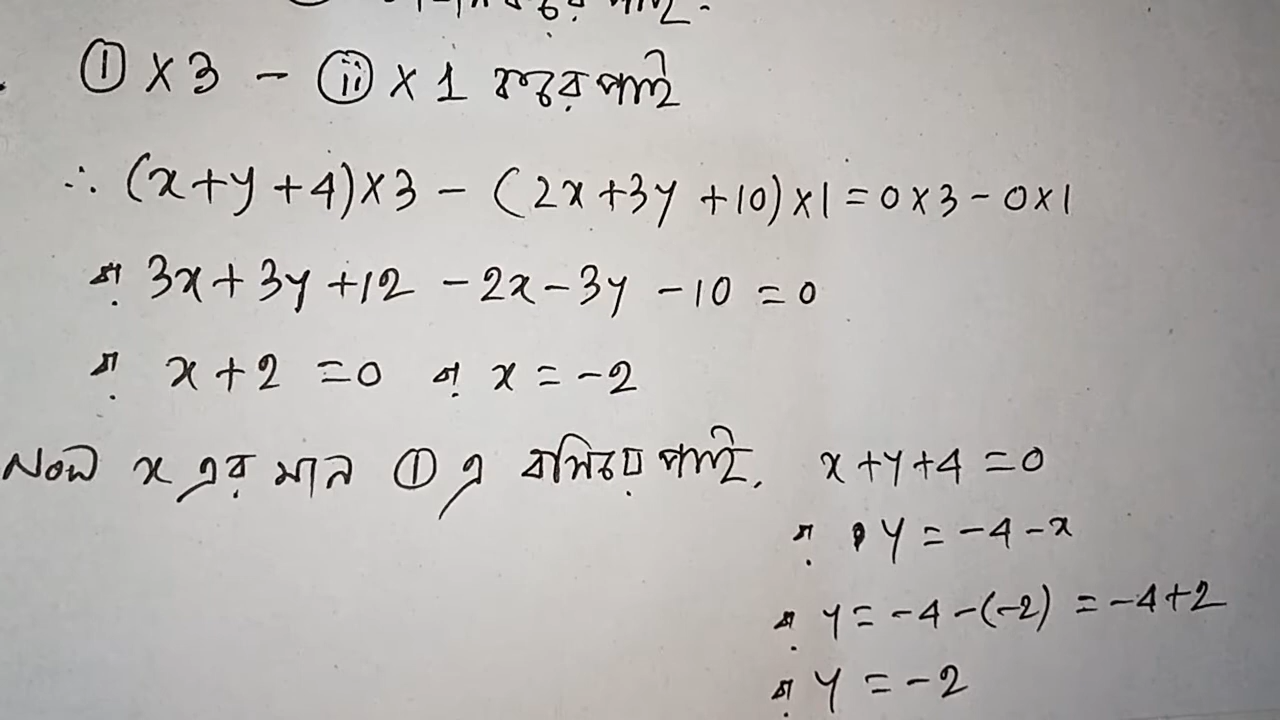 ① × 3 - ⓘⓘ × 1 করে পাই
∴ (x+y+4)×3 - (2x+3y+10)×1 = 0×3 - 0×1
বা, 3x+3y+12 -2x-3y -10 = 0
বা, x+2 = 0 বা, x = -2
Now x এর মান ① এ বসিয়ে পাই, x+y+4 = 0
বা, y = -4-x
বা, y = -4-(-2) = -4+2
বা, y = -2